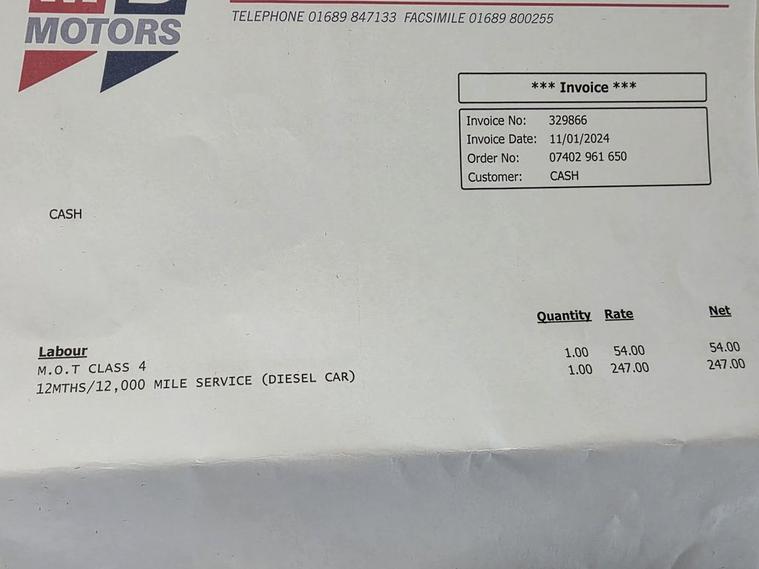 MOTORS
TELEPHONE 01689 847133 FACSIMILE 01689 800255
*** Invoice ***
Invoice No: 329866
Invoice Date: 11/01/2024
Order No: 07402 961 650
Customer: CASH
CASH
Quantity Rate Net
Labour
M.O.T CLASS 4 1.00 54.00 54.00
12MTHS/12,000 MILE SERVICE (DIESEL CAR) 1.00 247.00 247.00